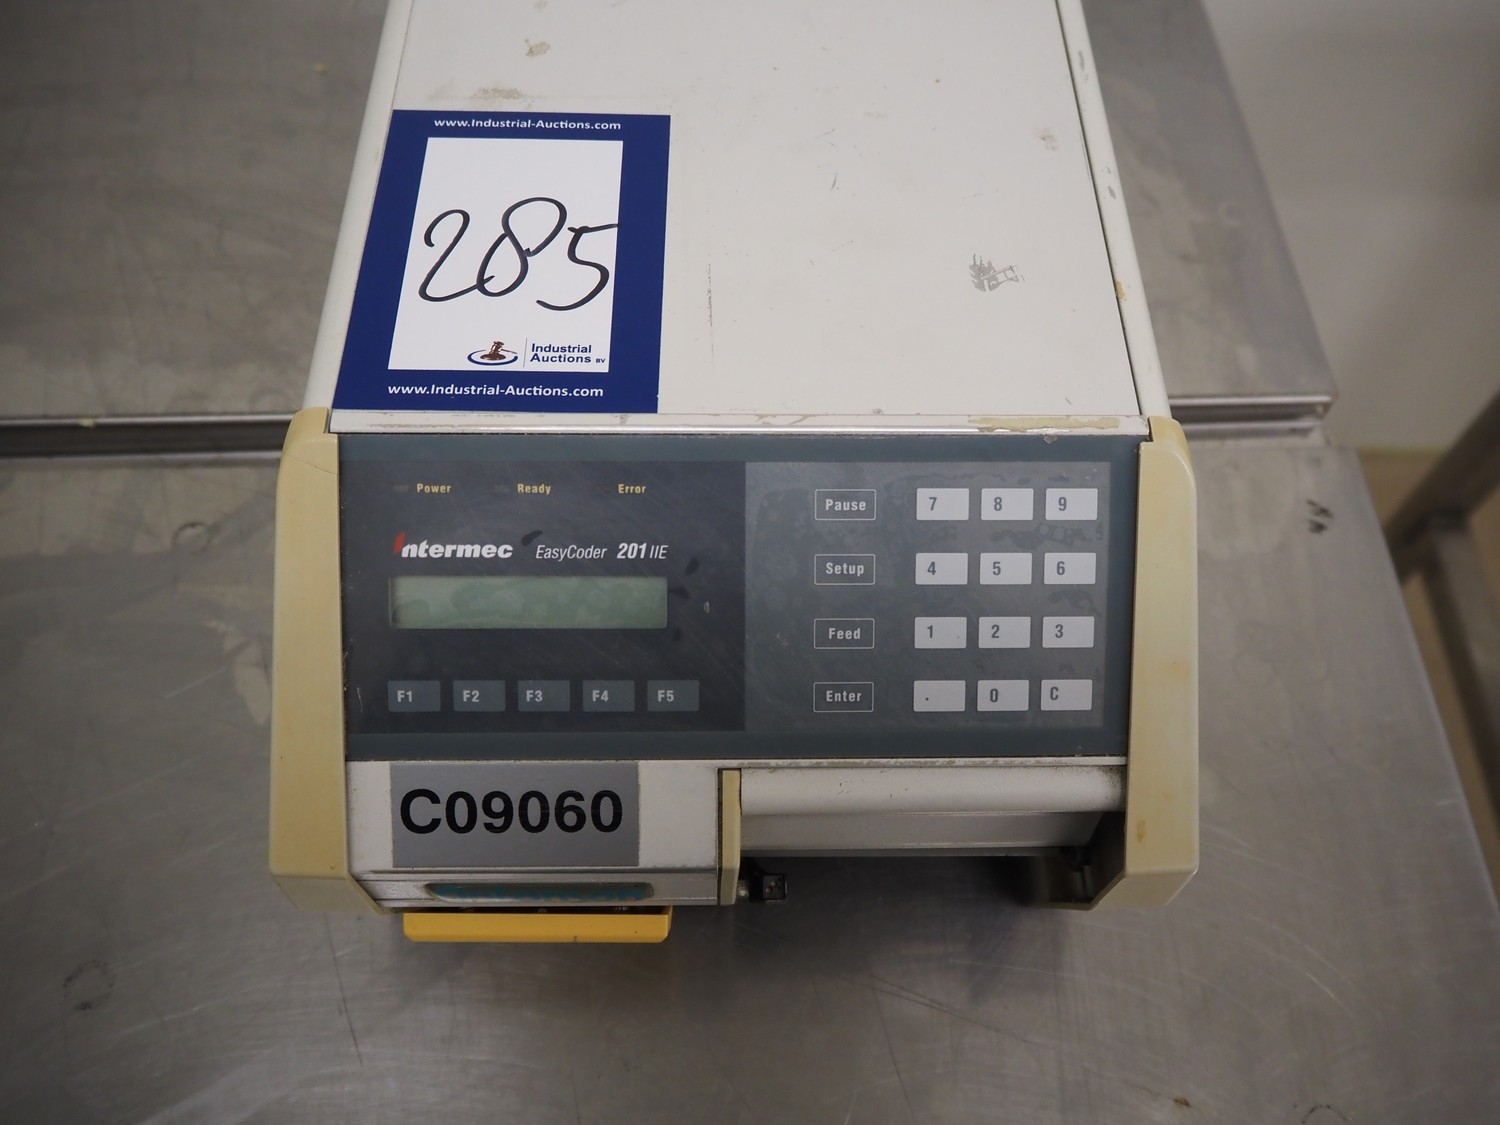 www.Industrial-Auctions.com
285
Industrial
Auctions BV
www.Industrial-Auctions.com
Power Ready Error
Intermec EasyCoder 201 IIE
F1 F2 F3 F4 F5
Pause 7 8 9
Setup 4 5 6
Feed 1 2 3
Enter . 0 C
C09060